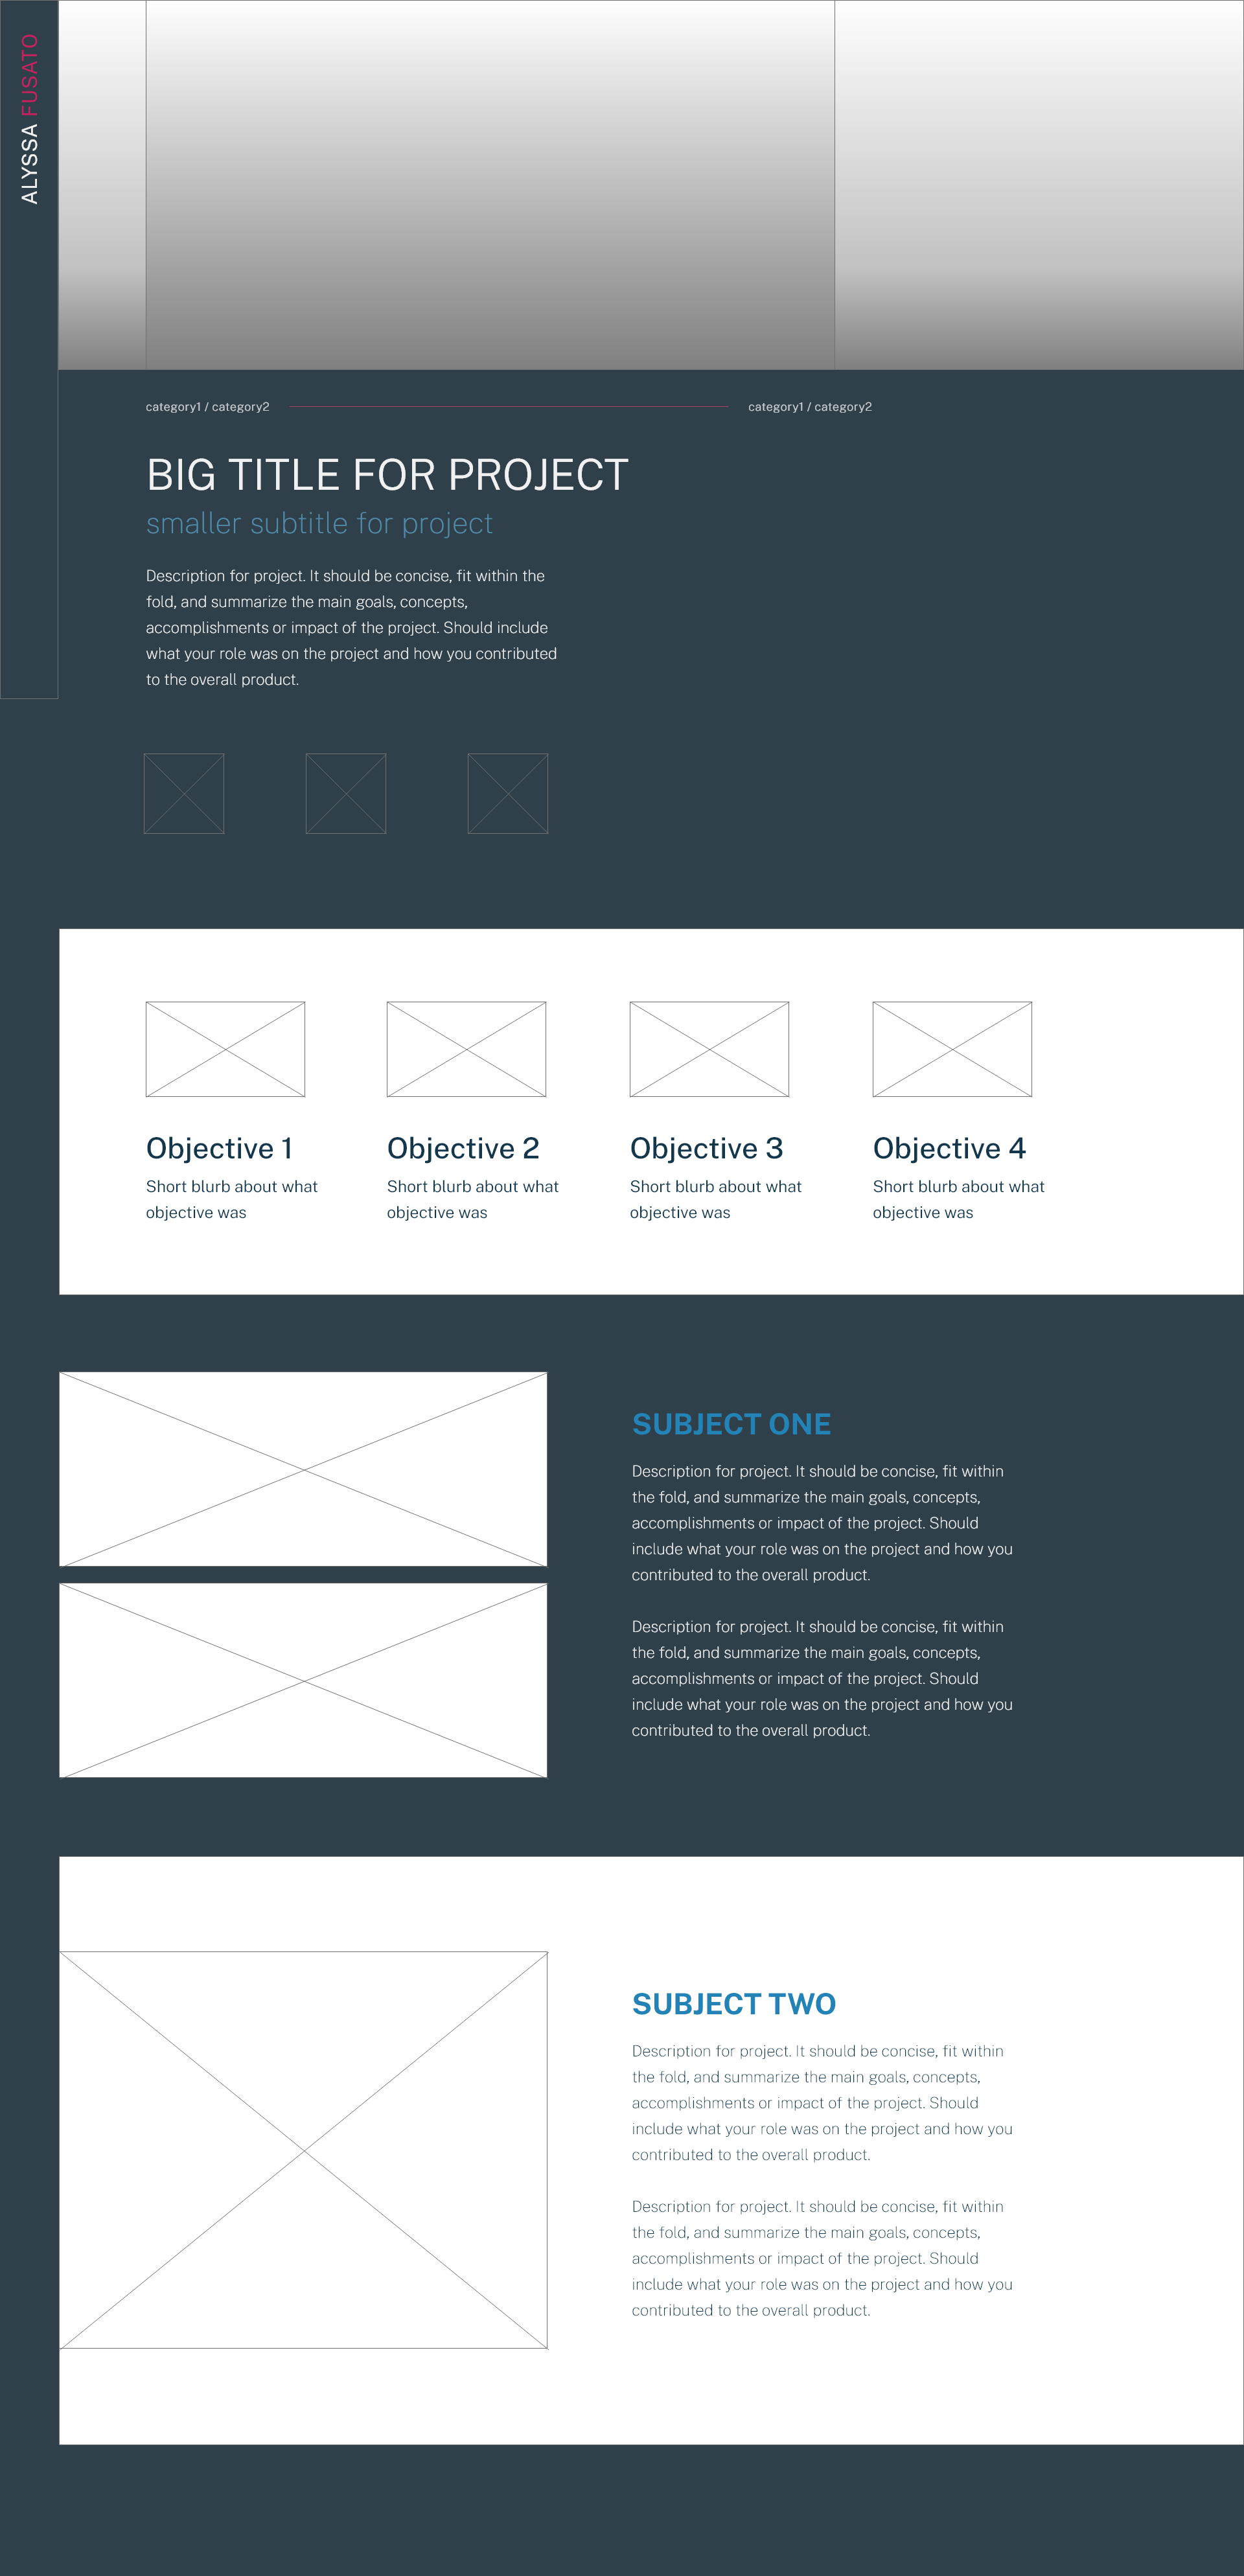 ALYSSA FUSATO
category1 / category2
category1 / category2
BIG TITLE FOR PROJECT
smaller subtitle for project
Description for project. It should be concise, fit within the
fold, and summarize the main goals, concepts,
accomplishments or impact of the project. Should include
what your role was on the project and how you contributed
to the overall product.
Objective 1
Short blurb about what
objective was
Objective 2
Short blurb about what
objective was
Objective 3
Short blurb about what
objective was
Objective 4
Short blurb about what
objective was
SUBJECT ONE
Description for project. It should be concise, fit within
the fold, and summarize the main goals, concepts,
accomplishments or impact of the project. Should
include what your role was on the project and how you
contributed to the overall product.
Description for project. It should be concise, fit within
the fold, and summarize the main goals, concepts,
accomplishments or impact of the project. Should
include what your role was on the project and how you
contributed to the overall product.
SUBJECT TWO
Description for project. It should be concise, fit within
the fold, and summarize the main goals, concepts,
accomplishments or impact of the project. Should
include what your role was on the project and how you
contributed to the overall product.
Description for project. It should be concise, fit within
the fold, and summarize the main goals, concepts,
accomplishments or impact of the project. Should
include what your role was on the project and how you
contributed to the overall product.